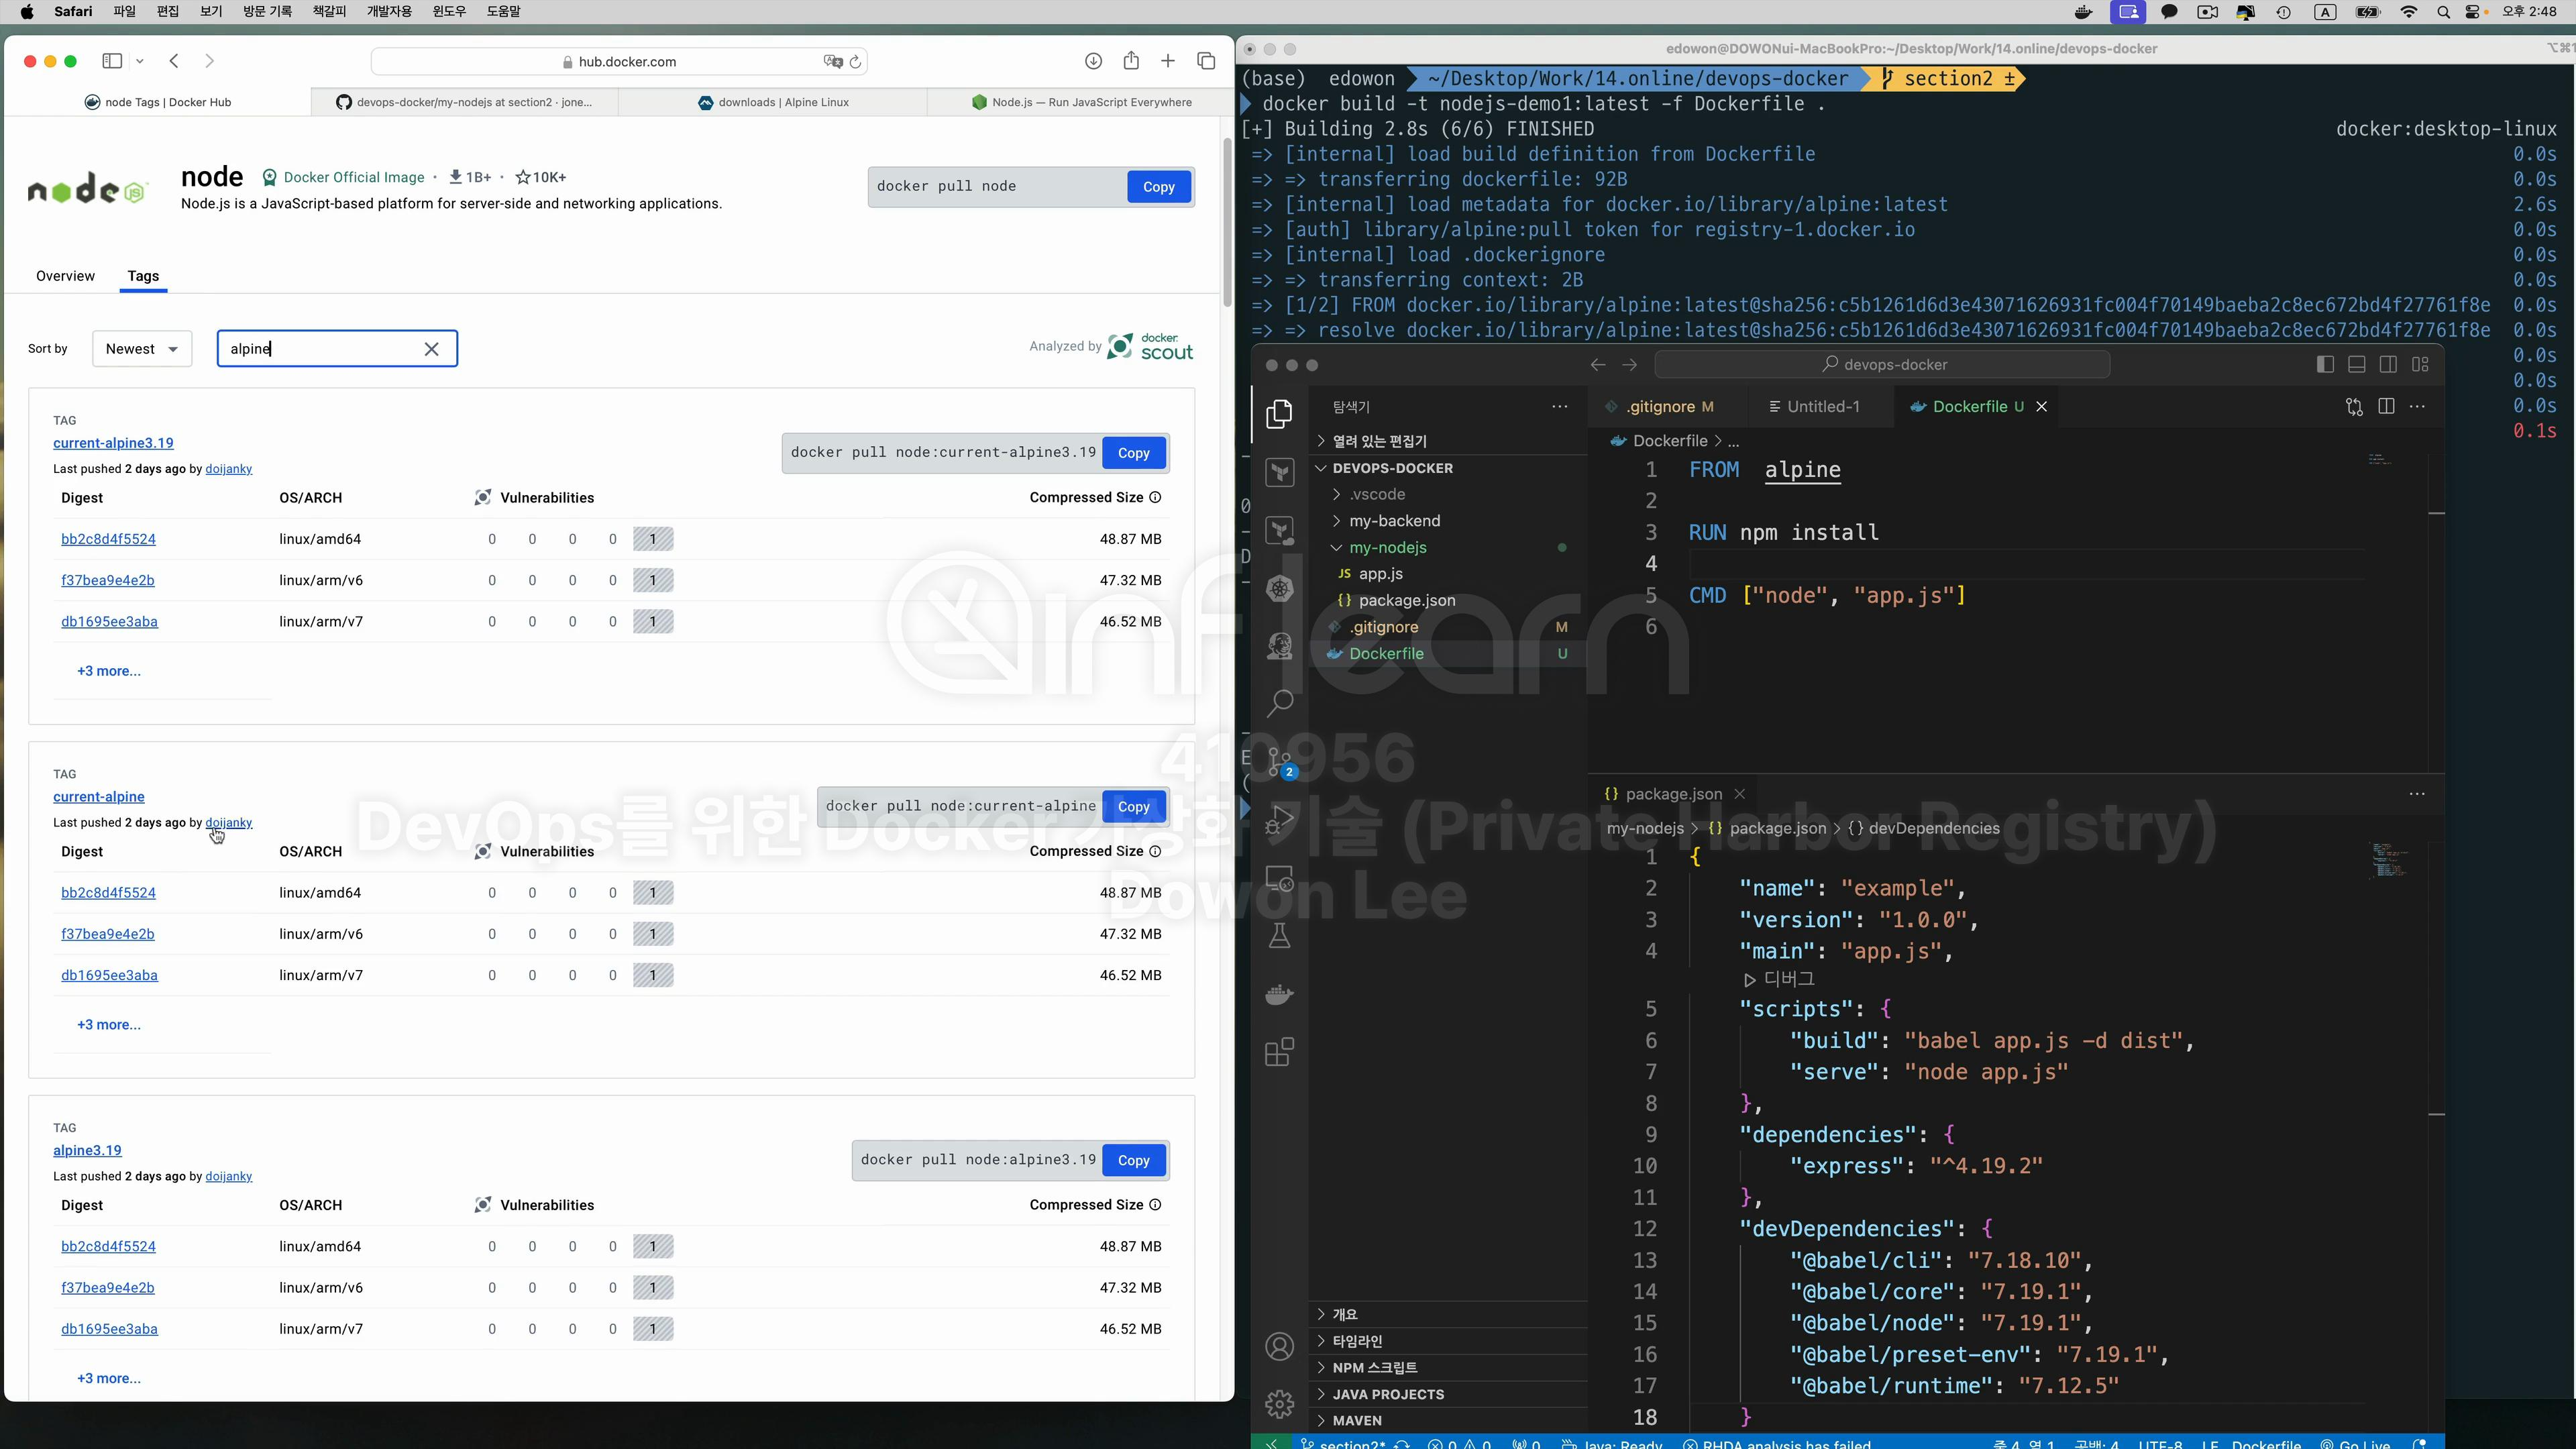 Safari 파일 편집 보기 방문 기록 책갈피 개발자용 윈도우 도움말
오후 2:48
hub.docker.com
node Tags | Docker Hub
devops-docker/my-nodejs at section2 · jone...
downloads | Alpine Linux
Node.js — Run JavaScript Everywhere
node
node Docker Official Image · 1B+ · 10K+
Node.js is a JavaScript-based platform for server-side and networking applications.
docker pull node Copy
Overview Tags
Sort by Newest alpine
Analyzed by docker scout
TAG
current-alpine3.19
docker pull node:current-alpine3.19 Copy
Last pushed 2 days ago by doijanky
Digest OS/ARCH Vulnerabilities Compressed Size
bb2c8d4f5524 linux/amd64 0 0 0 0 1 48.87 MB
f37bea9e4e2b linux/arm/v6 0 0 0 0 1 47.32 MB
db1695ee3aba linux/arm/v7 0 0 0 0 1 46.52 MB
+3 more...
TAG
current-alpine
docker pull node:current-alpine Copy
Last pushed 2 days ago by doijanky
Digest OS/ARCH Vulnerabilities Compressed Size
bb2c8d4f5524 linux/amd64 0 0 0 0 1 48.87 MB
f37bea9e4e2b linux/arm/v6 0 0 0 0 1 47.32 MB
db1695ee3aba linux/arm/v7 0 0 0 0 1 46.52 MB
+3 more...
TAG
alpine3.19
docker pull node:alpine3.19 Copy
Last pushed 2 days ago by doijanky
Digest OS/ARCH Vulnerabilities Compressed Size
bb2c8d4f5524 linux/amd64 0 0 0 0 1 48.87 MB
f37bea9e4e2b linux/arm/v6 0 0 0 0 1 47.32 MB
db1695ee3aba linux/arm/v7 0 0 0 0 1 46.52 MB
+3 more...
edowon@DOWONui-MacBookPro:~/Desktop/Work/14.online/devops-docker
(base) edowon ~/Desktop/Work/14.online/devops-docker section2 ±
docker build -t nodejs-demo1:latest -f Dockerfile .
[+] Building 2.8s (6/6) FINISHED docker:desktop-linux
=> [internal] load build definition from Dockerfile 0.0s
=> => transferring dockerfile: 92B 0.0s
=> [internal] load metadata for docker.io/library/alpine:latest 2.6s
=> [auth] library/alpine:pull token for registry-1.docker.io 0.0s
=> [internal] load .dockerignore 0.0s
=> => transferring context: 2B 0.0s
=> [1/2] FROM docker.io/library/alpine:latest@sha256:c5b1261d6d3e43071626931fc004f70149baeba2c8ec672bd4f27761f8e 0.0s
=> => resolve docker.io/library/alpine:latest@sha256:c5b1261d6d3e43071626931fc004f70149baeba2c8ec672bd4f27761f8e 0.0s
0.0s
0.0s
0.0s
0.1s
devops-docker
탐색기
열려 있는 편집기
DEVOPS-DOCKER
.vscode
my-backend
my-nodejs
JS app.js
{} package.json
.gitignore M
Dockerfile U
개요
타임라인
NPM 스크립트
JAVA PROJECTS
MAVEN
2
.gitignore M Untitled-1 Dockerfile U
Dockerfile > ...
1 FROM alpine
2
3 RUN npm install
4
5 CMD ["node", "app.js"]
6
{} package.json
my-nodejs > {} package.json > {} devDependencies
1 {
2 "name": "example",
3 "version": "1.0.0",
4 "main": "app.js",
디버그
5 "scripts": {
6 "build": "babel app.js -d dist",
7 "serve": "node app.js"
8 },
9 "dependencies": {
10 "express": "^4.19.2"
11 },
12 "devDependencies": {
13 "@babel/cli": "7.18.10",
14 "@babel/core": "7.19.1",
15 "@babel/node": "7.19.1",
16 "@babel/preset-env": "7.19.1",
17 "@babel/runtime": "7.12.5"
18 }
section2* 0 0 0 Java: Ready RHDA analysis has failed 줄 4, 열 1 공백: 4 UTF-8 LF Dockerfile Go Live
inflearn
410956
DevOps를 위한 Docker 가상화 기술 (Private Harbor Registry)
Dowon Lee